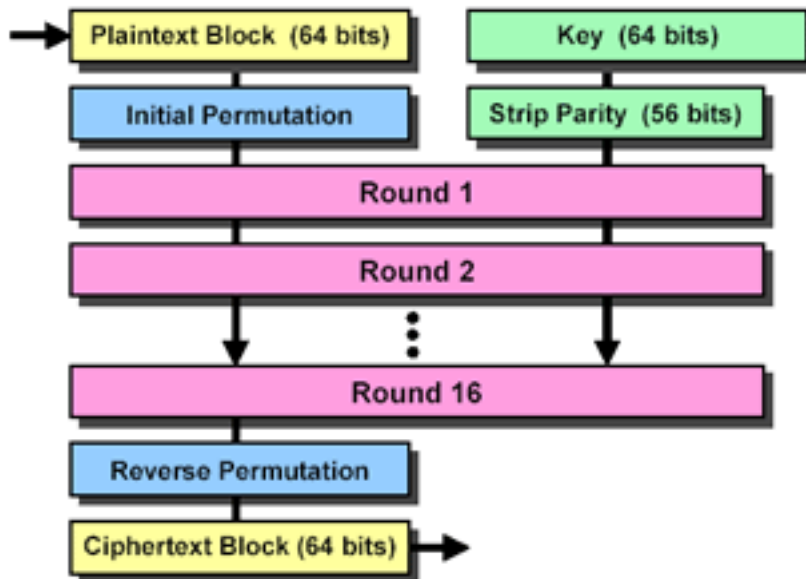 Plaintext Block (64 bits)
Key (64 bits)
Initial Permutation
Strip Parity (56 bits)
Round 1
Round 2
Round 16
Reverse Permutation
Ciphertext Block (64 bits)